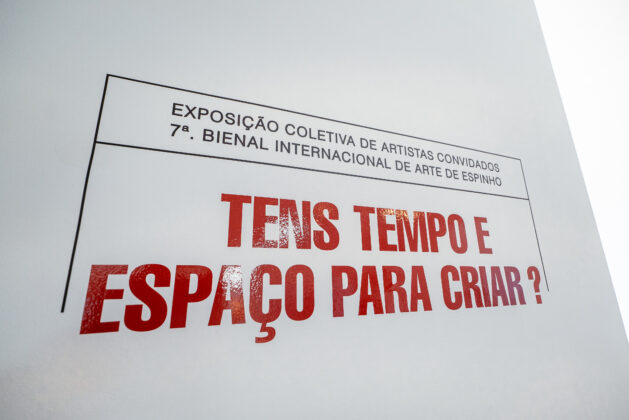 EXPOSIÇÃO COLETIVA DE ARTISTAS CONVIDADOS
7ª. BIENAL INTERNACIONAL DE ARTE DE ESPINHO
TENS TEMPO E
ESPAÇO PARA CRIAR ?